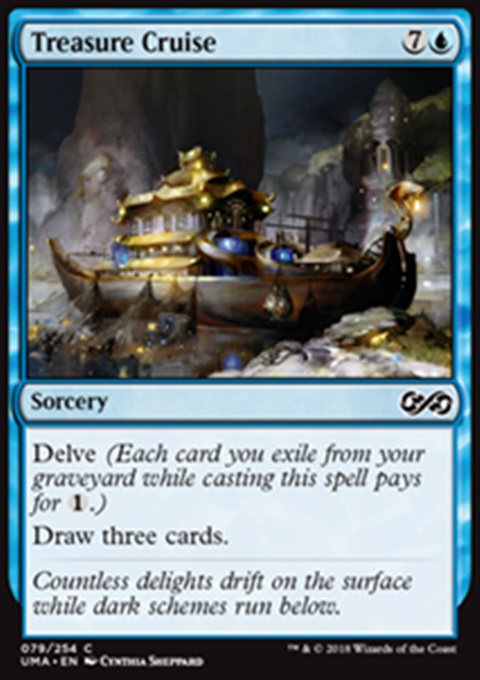 Treasure Cruise 7
Sorcery
Delve (Each card you exile from your
graveyard while casting this spell pays
for 1.)
Draw three cards.
Countless delights drift on the surface
while dark schemes run below.
079/254 C
UMA • EN Cynthia Sheppard
™ & © 2018 Wizards of the Coast